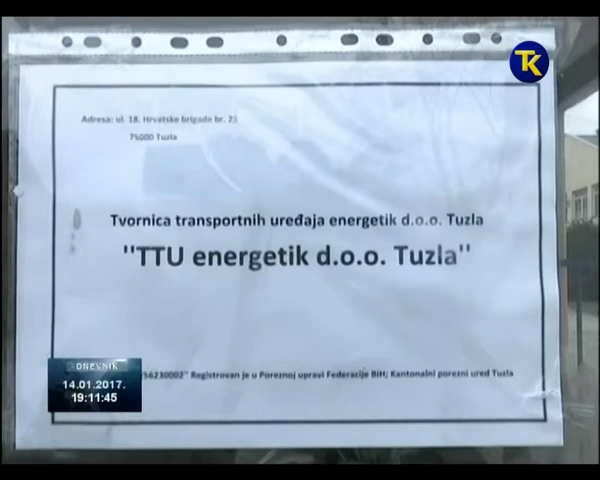 TK
Adresa: ul. 18. Hrvatske brigade br. 25
75000 Tuzla
Tvornica transportnih uređaja energetik d.o.o. Tuzla
"TTU energetik d.o.o. Tuzla"
56230002" Registrovan je u Poreznoj upravi Federacije BiH; Kantonalni porezni ured Tuzla
DNEVNIK
14.01.2017.
19:11:45